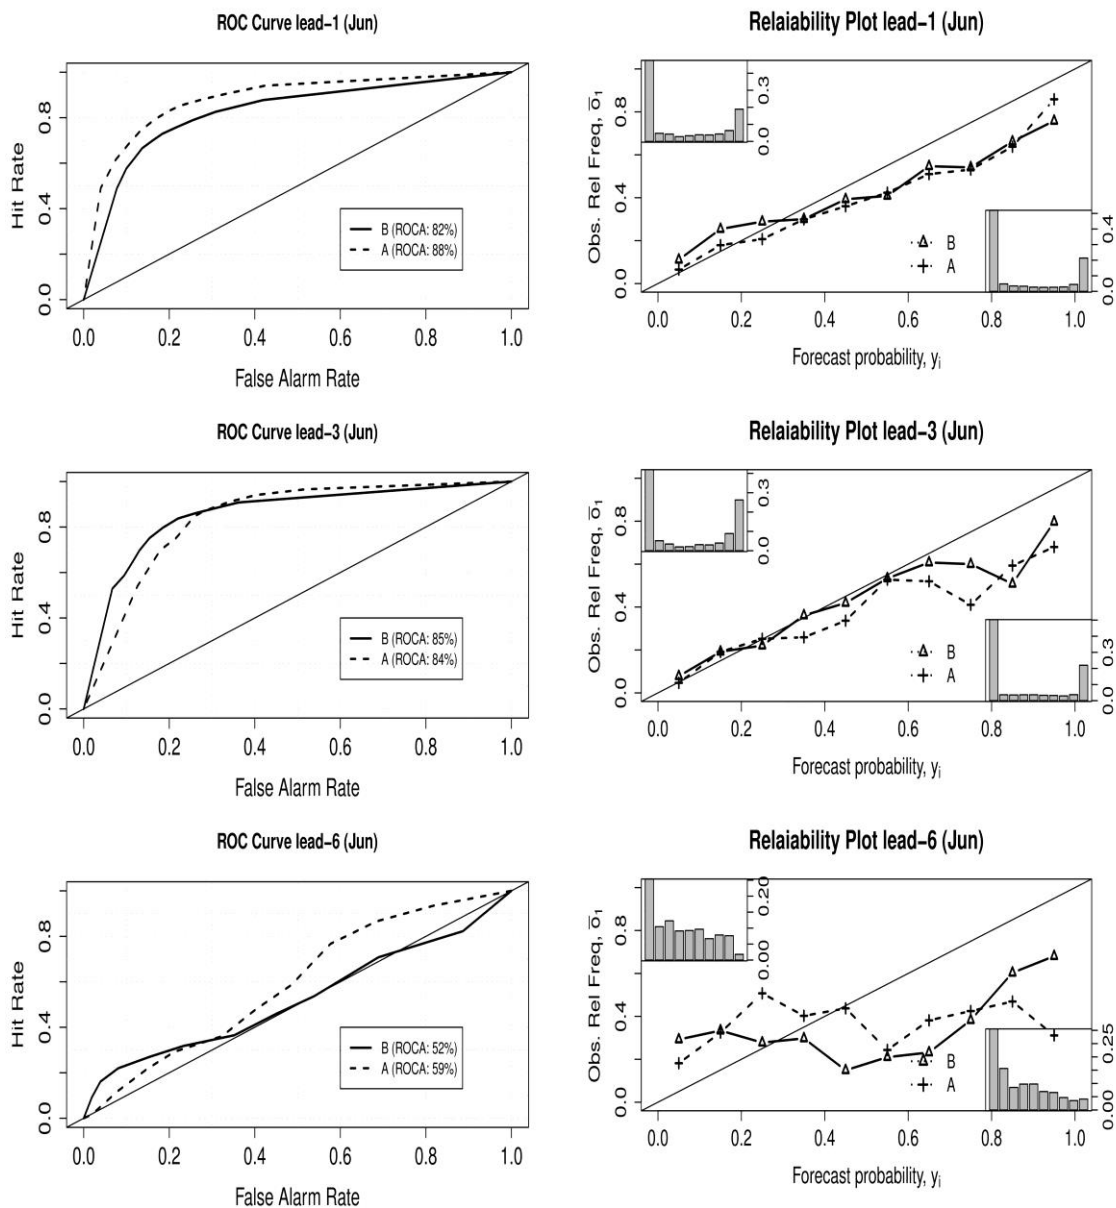 ROC Curve lead-1 (Jun)
Hit Rate
0.0 0.4 0.8
B (ROCA: 82%)
A (ROCA: 88%)
0.0 0.2 0.4 0.6 0.8 1.0
False Alarm Rate
Relaiability Plot lead-1 (Jun)
Obs. Rel Freq, o̅₁
0.0 0.4 0.8
0.0 0.3
B
A
0.0 0.4
0.0 0.2 0.4 0.6 0.8 1.0
Forecast probability, yᵢ
ROC Curve lead-3 (Jun)
Hit Rate
0.0 0.4 0.8
B (ROCA: 85%)
A (ROCA: 84%)
0.0 0.2 0.4 0.6 0.8 1.0
False Alarm Rate
Relaiability Plot lead-3 (Jun)
Obs. Rel Freq, o̅₁
0.0 0.4 0.8
0.0 0.3
B
A
0.0 0.3
0.0 0.2 0.4 0.6 0.8 1.0
Forecast probability, yᵢ
ROC Curve lead-6 (Jun)
Hit Rate
0.0 0.4 0.8
B (ROCA: 52%)
A (ROCA: 59%)
0.0 0.2 0.4 0.6 0.8 1.0
False Alarm Rate
Relaiability Plot lead-6 (Jun)
Obs. Rel Freq, o̅₁
0.0 0.4 0.8
0.00 0.20
B
A
0.00 0.25
0.0 0.2 0.4 0.6 0.8 1.0
Forecast probability, yᵢ